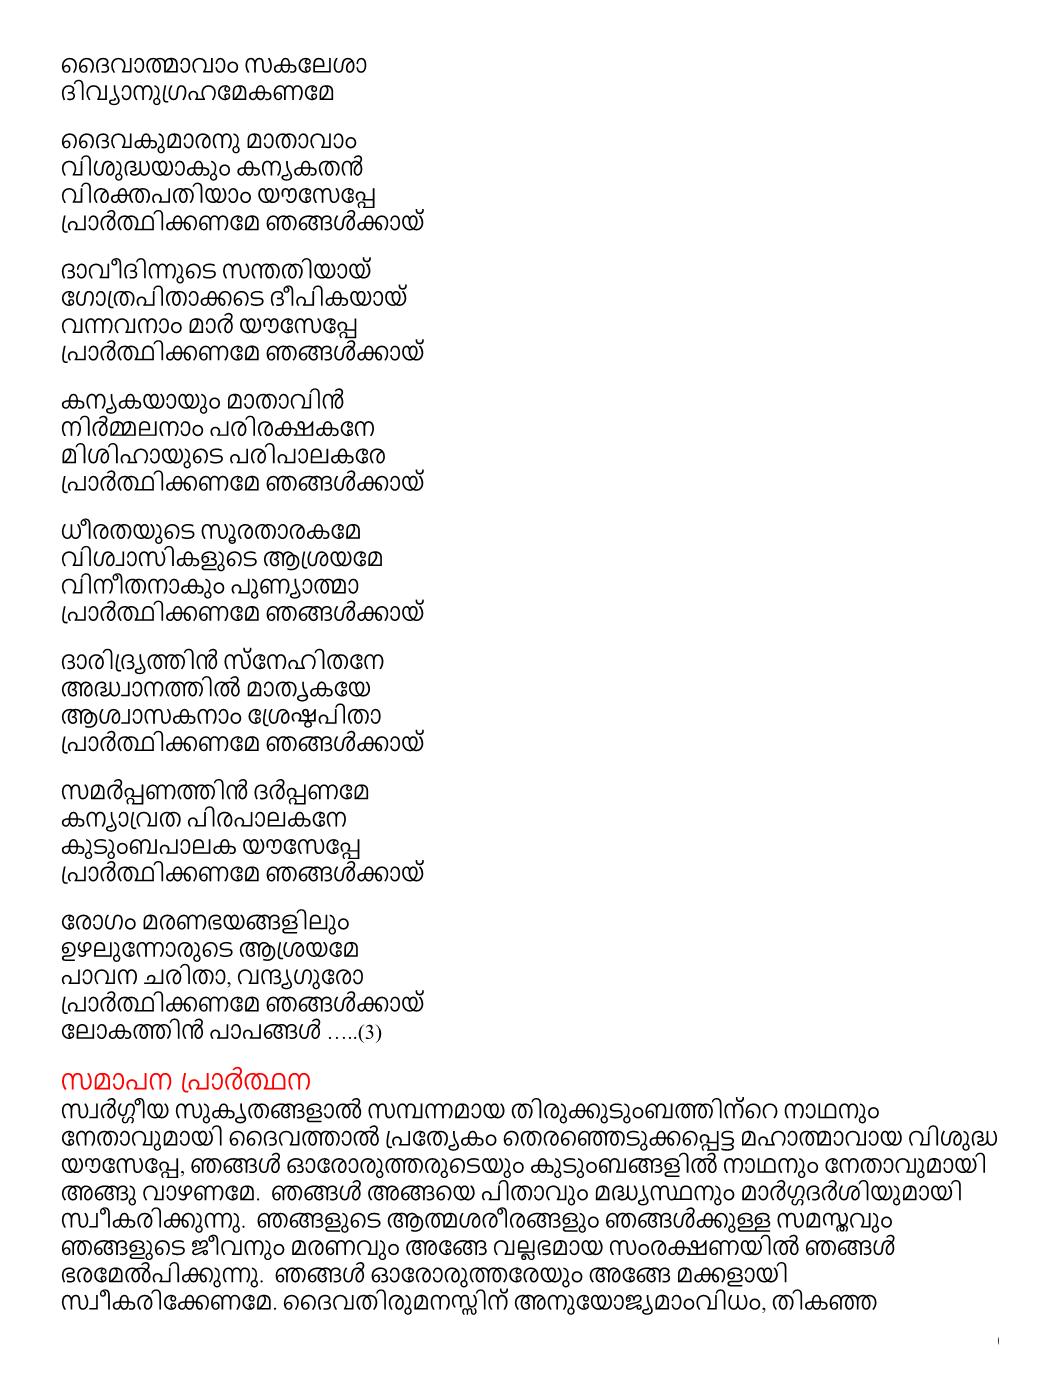 ദൈവാത്മാവാം സകലേശാ
ദിവ്യാനുഗ്രഹമേകണമേ
ദൈവകുമാരനു മാതാവാം
വിശുദ്ധയാകും കന്യകതൻ
വിരക്തപതിയാം യൗസേപ്പേ
പ്രാർത്ഥിക്കണമേ ഞങ്ങൾക്കായ്
ദാവീദിന്നുടെ സന്തതിയായ്
ഗോത്രപിതാക്കടെ ദീപികയായ്
വന്നവനാം മാർ യൗസേപ്പേ
പ്രാർത്ഥിക്കണമേ ഞങ്ങൾക്കായ്
കന്യകയായും മാതാവിൻ
നിർമ്മലനാം പരിരക്ഷകനേ
മിശിഹായുടെ പരിപാലകരേ
പ്രാർത്ഥിക്കണമേ ഞങ്ങൾക്കായ്
ധീരതയുടെ സൂരതാരകമേ
വിശ്വാസികളുടെ ആശ്രയമേ
വിനീതനാകും പുണ്യാത്മാ
പ്രാർത്ഥിക്കണമേ ഞങ്ങൾക്കായ്
ദാരിദ്ര്യത്തിൻ സ്നേഹിതനേ
അദ്ധ്വാനത്തിൽ മാതൃകയേ
ആശ്വാസകനാം ശ്രേഷ്ഠപിതാ
പ്രാർത്ഥിക്കണമേ ഞങ്ങൾക്കായ്
സമർപ്പണത്തിൻ ദർപ്പണമേ
കന്യാവ്രത പിരപാലകനേ
കുടുംബപാലക യൗസേപ്പേ
പ്രാർത്ഥിക്കണമേ ഞങ്ങൾക്കായ്
രോഗം മരണഭയങ്ങളിലും
ഉഴലുന്നോരുടെ ആശ്രയമേ
പാവന ചരിതാ, വന്ദ്യഗുരോ
പ്രാർത്ഥിക്കണമേ ഞങ്ങൾക്കായ്
ലോകത്തിൻ പാപങ്ങൾ …..(3)
സമാപന പ്രാർത്ഥന
സ്വർഗ്ഗീയ സുകൃതങ്ങളാൽ സമ്പന്നമായ തിരുക്കുടുംബത്തിന്റെ നാഥനും
നേതാവുമായി ദൈവത്താൽ പ്രത്യേകം തെരഞ്ഞെടുക്കപ്പെട്ട മഹാത്മാവായ വിശുദ്ധ
യൗസേപ്പേ, ഞങ്ങൾ ഓരോരുത്തരുടെയും കുടുംബങ്ങളിൽ നാഥനും നേതാവുമായി
അങ്ങു വാഴണമേ. ഞങ്ങൾ അങ്ങയെ പിതാവും മദ്ധ്യസ്ഥനും മാർഗ്ഗദർശിയുമായി
സ്വീകരിക്കുന്നു. ഞങ്ങളുടെ ആത്മശരീരങ്ങളും ഞങ്ങൾക്കുള്ള സമസ്തവും
ഞങ്ങളുടെ ജീവനും മരണവും അങ്ങേ വല്ലഭമായ സംരക്ഷണയിൽ ഞങ്ങൾ
ഭരമേൽപിക്കുന്നു. ഞങ്ങൾ ഓരോരുത്തരേയും അങ്ങേ മക്കളായി
സ്വീകരിക്കേണമേ. ദൈവതിരുമനസ്സിന് അനുയോജ്യമാംവിധം, തികഞ്ഞ